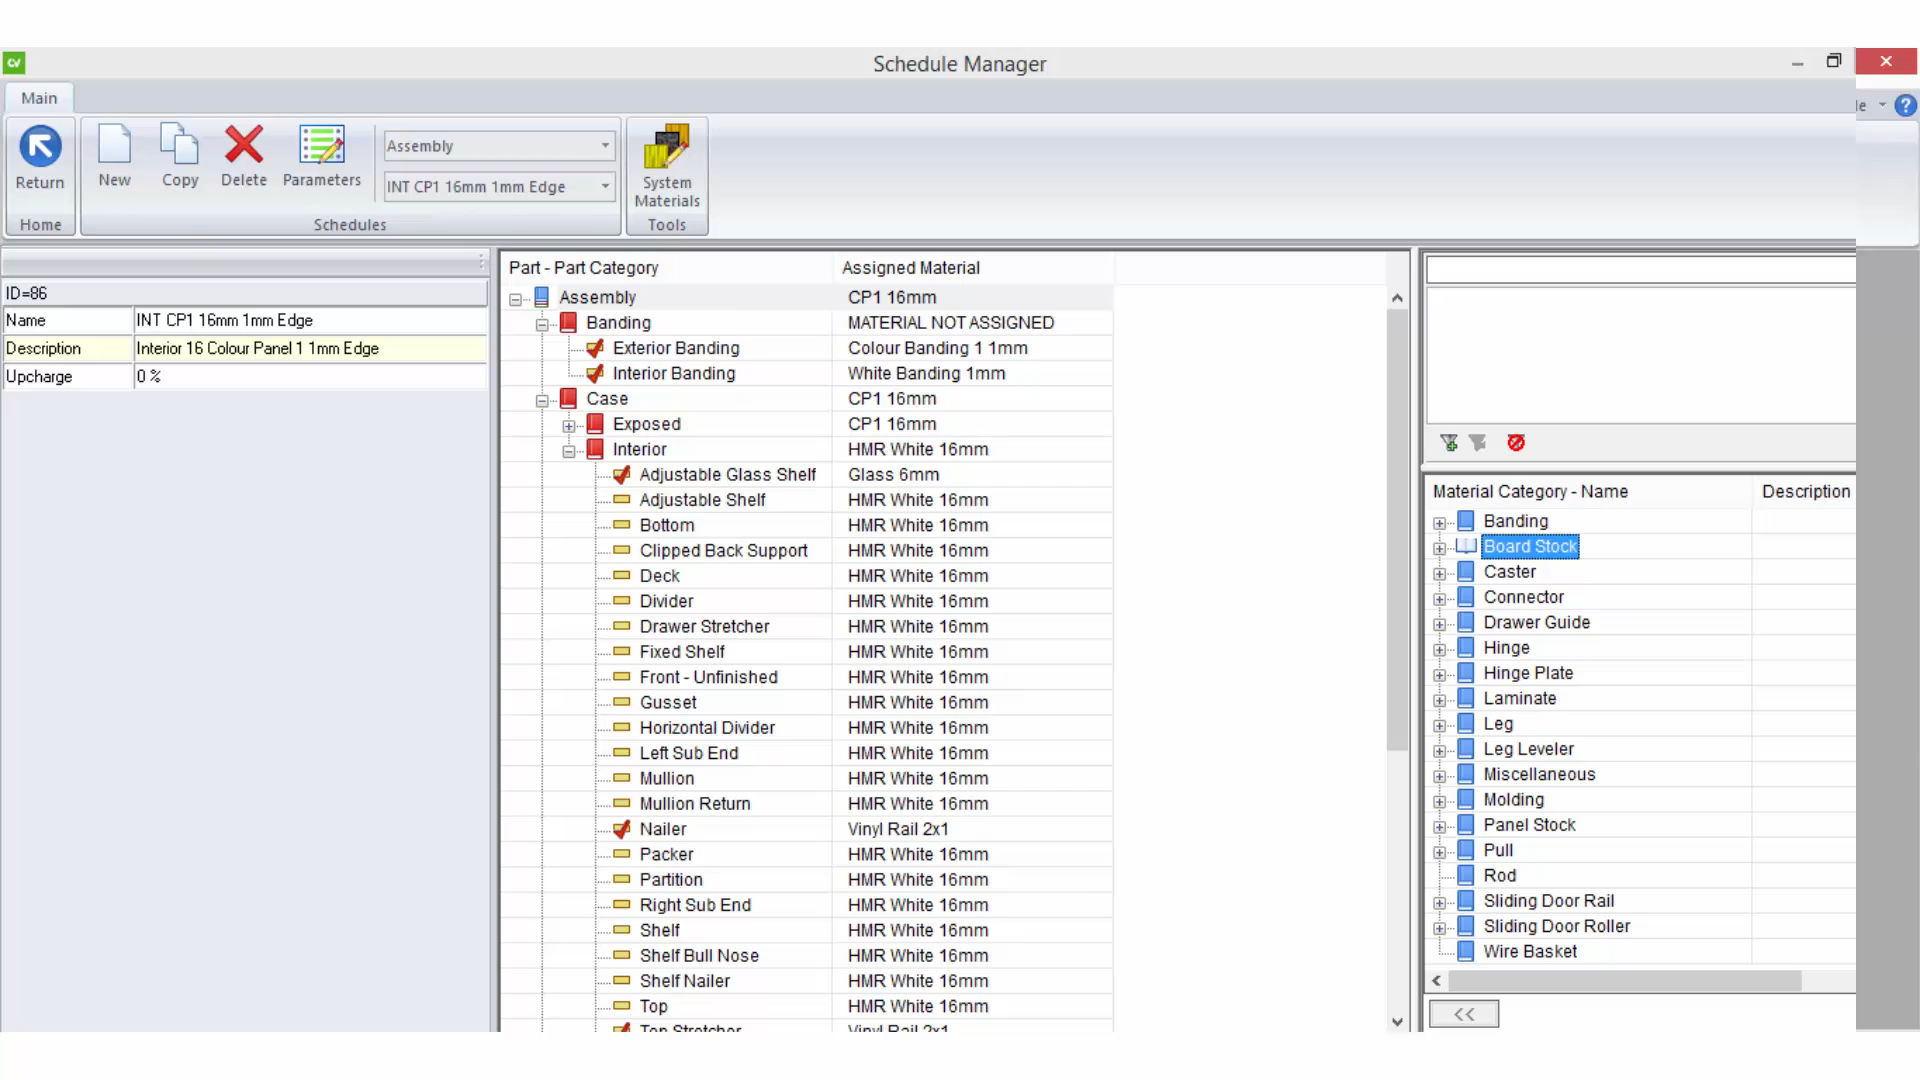 CV
Schedule Manager
Main
le
Return
New
Copy
Delete
Parameters
Assembly
INT CP1 16mm 1mm Edge
System
Materials
Home
Schedules
Tools
ID=86
Name INT CP1 16mm 1mm Edge
Description Interior 16 Colour Panel 1 1mm Edge
Upcharge 0 %
Part - Part Category Assigned Material
Assembly CP1 16mm
Banding MATERIAL NOT ASSIGNED
Exterior Banding Colour Banding 1 1mm
Interior Banding White Banding 1mm
Case CP1 16mm
Exposed CP1 16mm
Interior HMR White 16mm
Adjustable Glass Shelf Glass 6mm
Adjustable Shelf HMR White 16mm
Bottom HMR White 16mm
Clipped Back Support HMR White 16mm
Deck HMR White 16mm
Divider HMR White 16mm
Drawer Stretcher HMR White 16mm
Fixed Shelf HMR White 16mm
Front - Unfinished HMR White 16mm
Gusset HMR White 16mm
Horizontal Divider HMR White 16mm
Left Sub End HMR White 16mm
Mullion HMR White 16mm
Mullion Return HMR White 16mm
Nailer Vinyl Rail 2x1
Packer HMR White 16mm
Partition HMR White 16mm
Right Sub End HMR White 16mm
Shelf HMR White 16mm
Shelf Bull Nose HMR White 16mm
Shelf Nailer HMR White 16mm
Top HMR White 16mm
Top Stretcher Vinyl Rail 2x1
Material Category - Name Description
Banding
Board Stock
Caster
Connector
Drawer Guide
Hinge
Hinge Plate
Laminate
Leg
Leg Leveler
Miscellaneous
Molding
Panel Stock
Pull
Rod
Sliding Door Rail
Sliding Door Roller
Wire Basket
<<